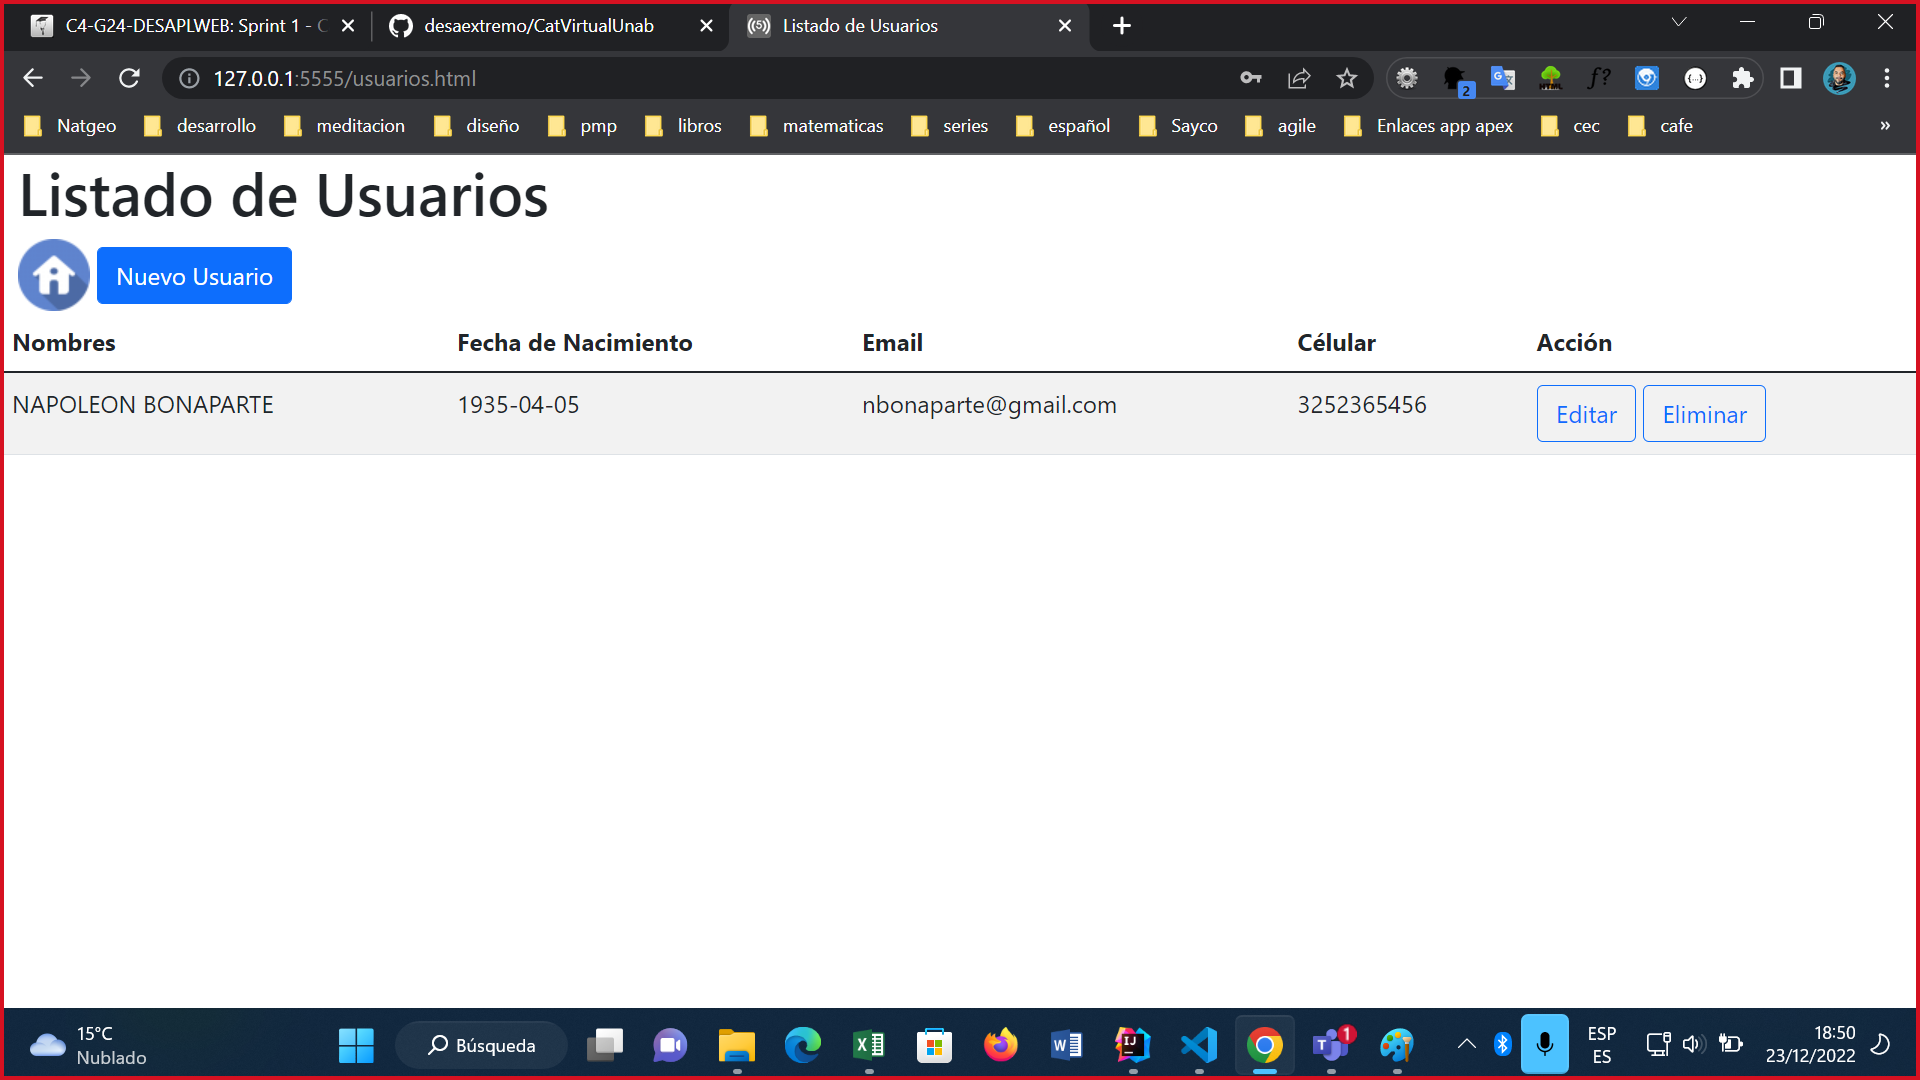 C4-G24-DESAPLWEB: Sprint 1 - C
desaextremo/CatVirtualUnab
Listado de Usuarios
127.0.0.1:5555/usuarios.html
2
Natgeo desarrollo meditacion diseño pmp libros matematicas series español Sayco agile Enlaces app apex cec cafe »
Listado de Usuarios
Nuevo Usuario
Nombres Fecha de Nacimiento Email Célular Acción
NAPOLEON BONAPARTE 1935-04-05 nbonaparte@gmail.com 3252365456 Editar Eliminar
15°C
Nublado
Búsqueda
1
ESP
ES
18:50
23/12/2022